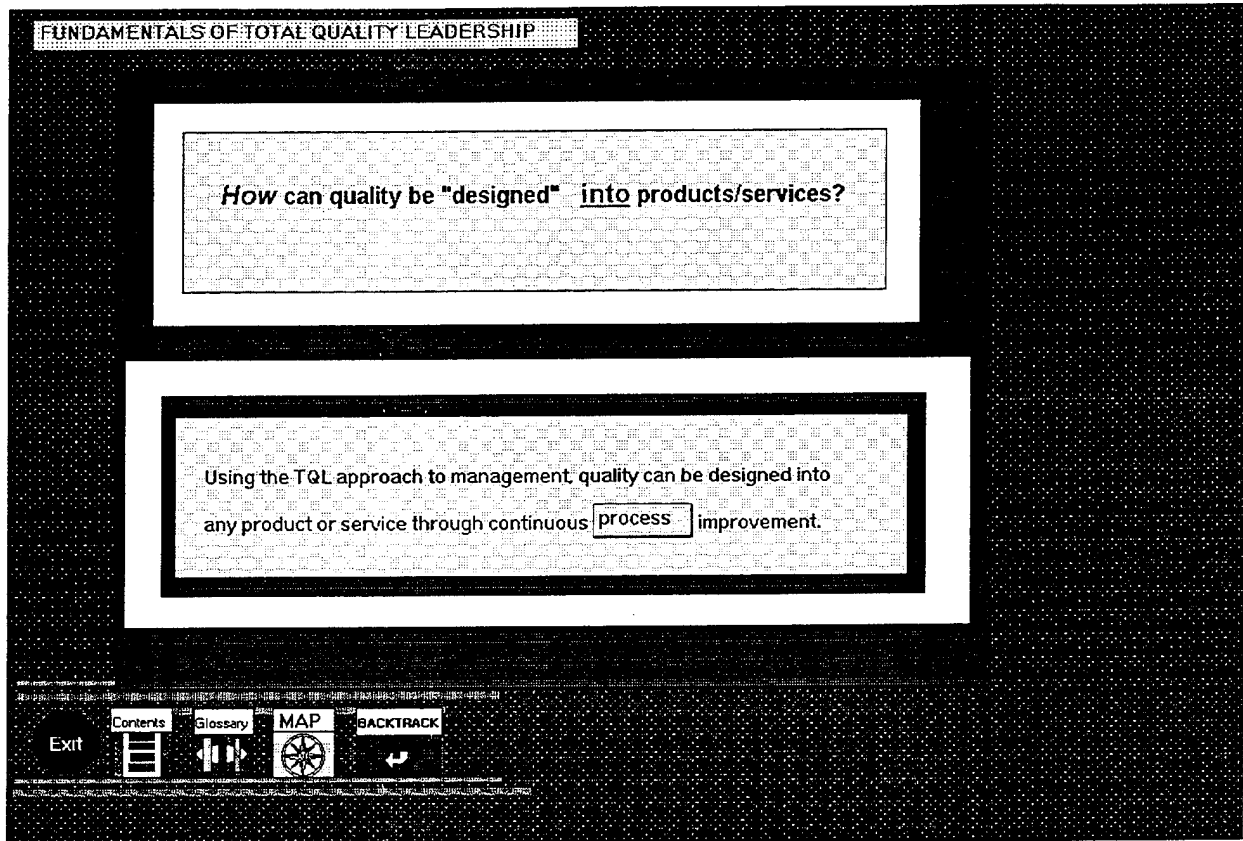 FUNDAMENTALS OF TOTAL QUALITY LEADERSHIP
How can quality be "designed" into products/services?
Using the TQL approach to management, quality can be designed into
any product or service through continuous process improvement.
Exit
Contents
Glossary
MAP
BACKTRACK